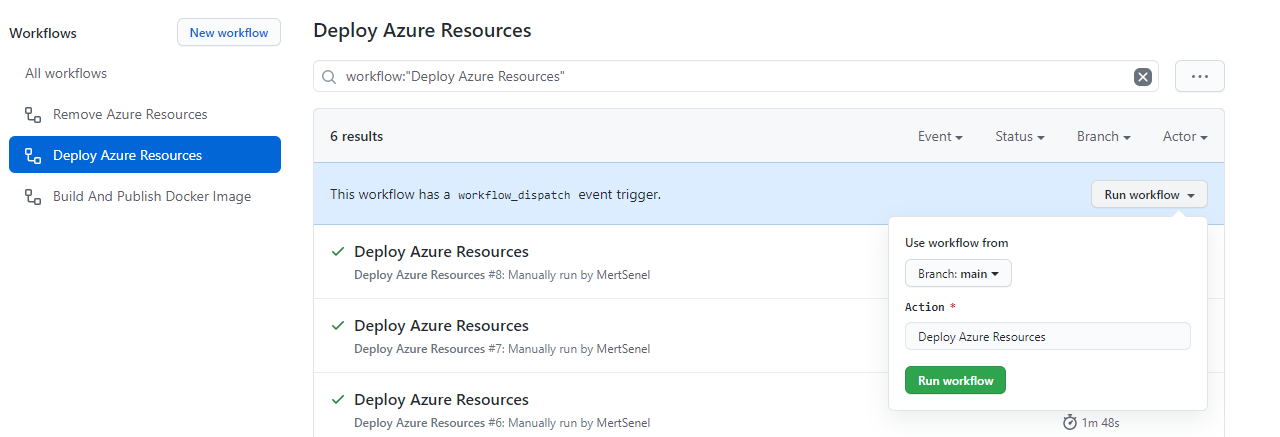 Workflows
New workflow
All workflows
Remove Azure Resources
Deploy Azure Resources
Build And Publish Docker Image
Deploy Azure Resources
workflow:"Deploy Azure Resources"
6 results
Event Status Branch Actor
This workflow has a workflow_dispatch event trigger.
Run workflow
Use workflow from
Branch: main
Action *
Deploy Azure Resources
Run workflow
Deploy Azure Resources
Deploy Azure Resources #8: Manually run by MertSenel
Deploy Azure Resources
Deploy Azure Resources #7: Manually run by MertSenel
Deploy Azure Resources
Deploy Azure Resources #6: Manually run by MertSenel
1m 48s